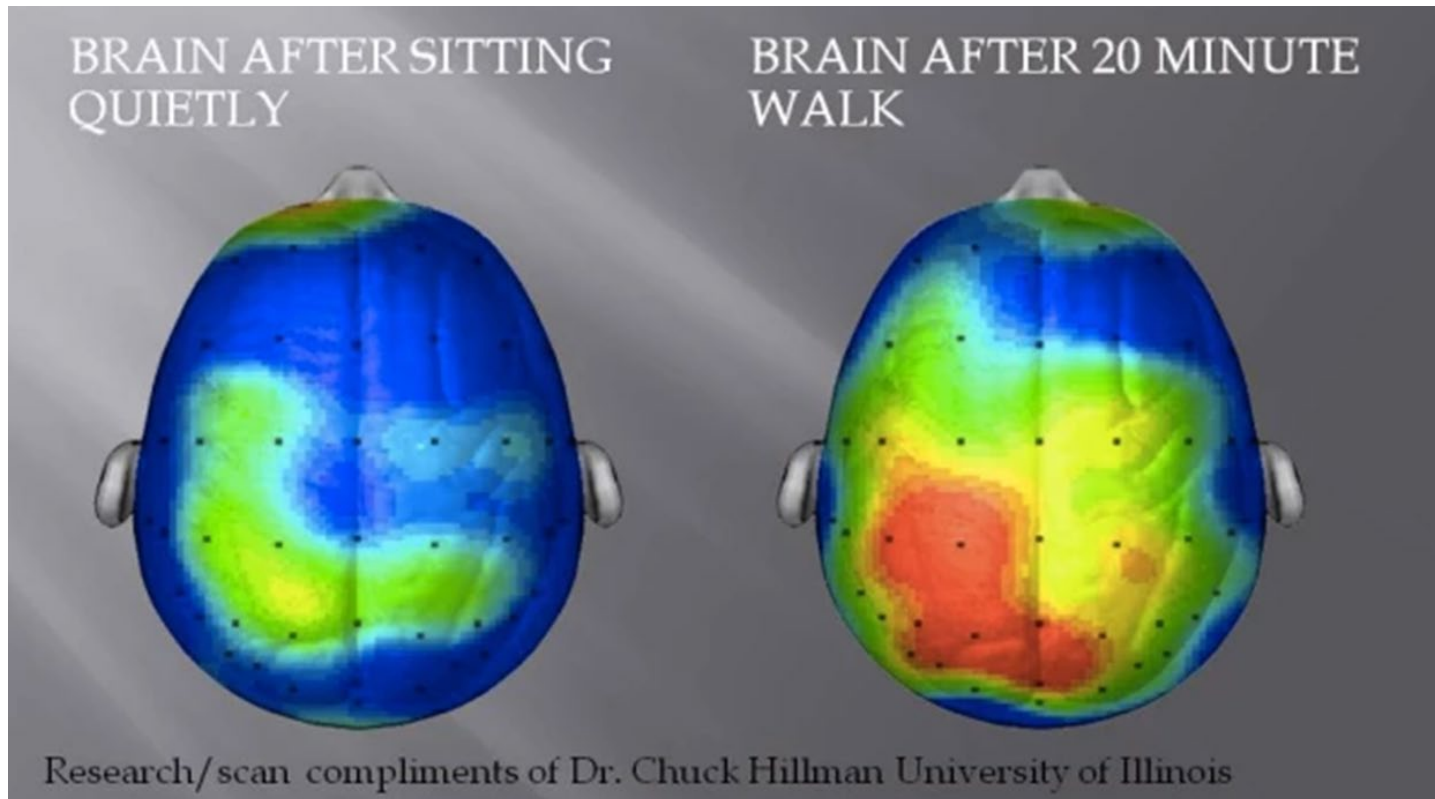 BRAIN AFTER SITTING
QUIETLY
BRAIN AFTER 20 MINUTE
WALK
Research/scan compliments of Dr. Chuck Hillman University of Illinois